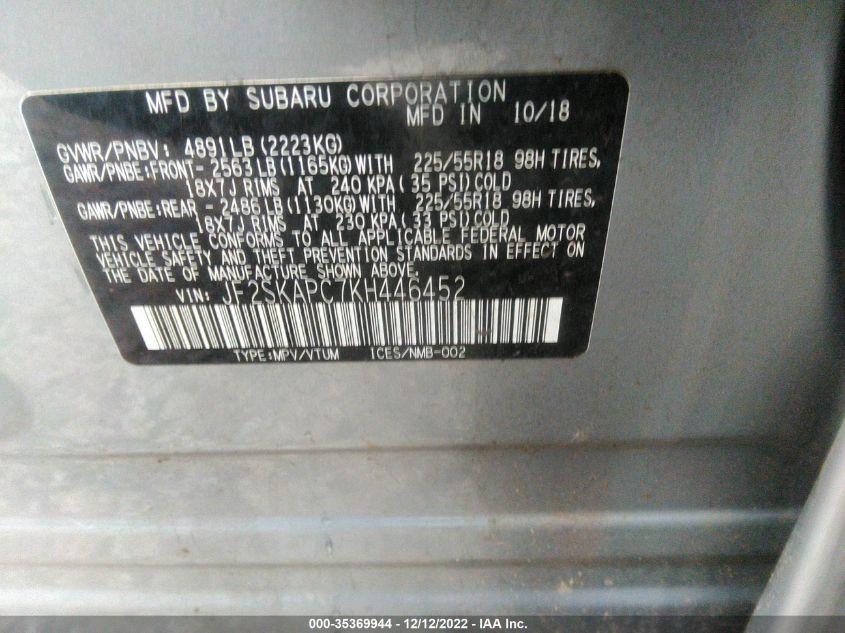 MFD BY SUBARU CORPORATION
MFD IN 10/18
GVWR/PNBV: 4891LB(2223KG)
GAWR/PNBE:FRONT- 2563LB(1165KG)WITH 225/55R18 98H TIRES,
18X7J RIMS AT 240 KPA( 35 PSI)COLD
GAWR/PNBE:REAR - 2486LB(1130KG)WITH 225/55R18 98H TIRES,
18X7J RIMS AT 230 KPA( 33 PSI)COLD
THIS VEHICLE CONFORMS TO ALL APPLICABLE FEDERAL MOTOR
VEHICLE SAFETY AND THEFT PREVENTION STANDARDS IN EFFECT ON
THE DATE OF MANUFACTURE SHOWN ABOVE.
VIN: JF2SKAPC7KH446452
TYPE:MPV/VTUM ICES/NMB-002
000-35369944 - 12/12/2022 - IAA Inc.